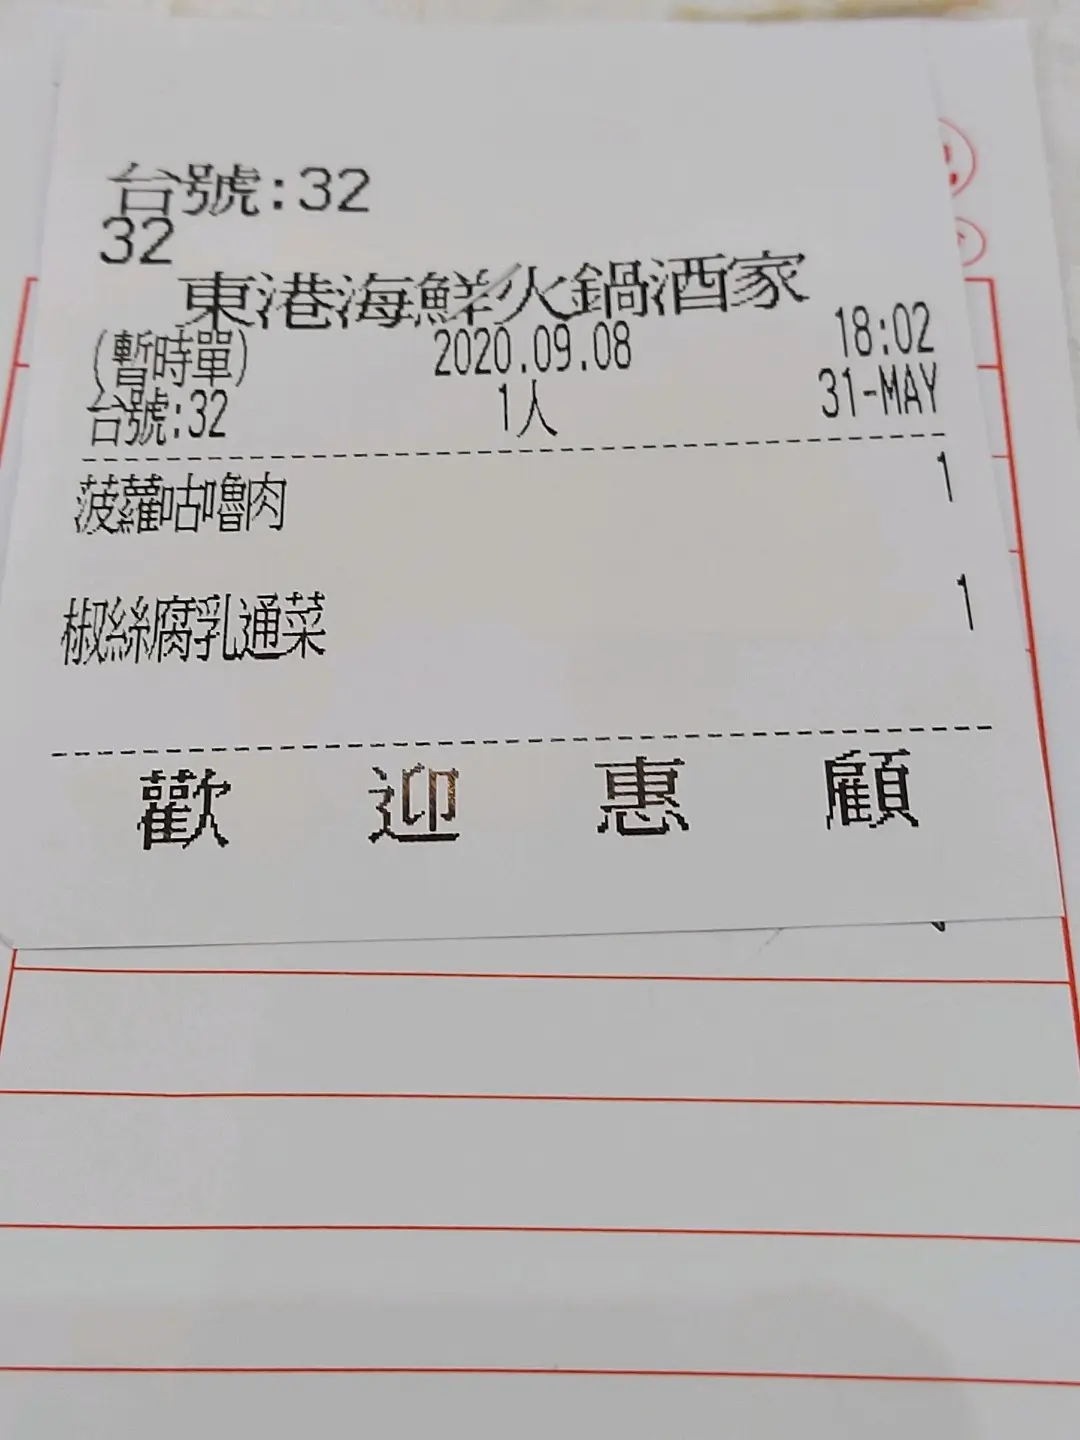 台號:32
32
東港海鮮火鍋酒家
(暫時單) 2020.09.08 18:02
台號:32 1人 31-MAY
菠蘿咕嚕肉 1
椒絲腐乳通菜 1
歡迎惠顧